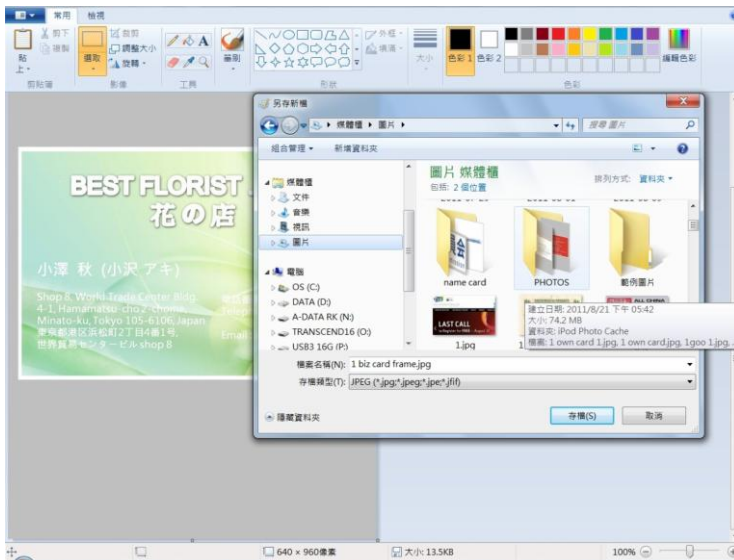 常用
檢視
剪下
複製
貼上
裁剪
調整大小
旋轉
選取
A
筆刷
外框
填滿
大小
色彩 1
色彩 2
編輯色彩
剪貼簿
影像
工具
形狀
色彩
另存新檔
媒體櫃
圖片
搜尋 圖片
組合管理
新增資料夾
媒體櫃
文件
音樂
視訊
圖片
電腦
OS (C:)
DATA (D:)
A-DATA RK (N:)
TRANSCEND16 (O:)
USB3 16G (P:)
圖片 媒體櫃
包括: 2 個位置
排列方式: 資料夾
name card
PHOTOS
範例圖片
LAST CALL
ALL CHINA
1.jpg
建立日期: 2011/8/21 下午 05:42
大小: 74.2 MB
資料夾: iPod Photo Cache
檔案: 1 own card 1.jpg, 1 own card.jpg, 1goo 1.jpg, ...
檔案名稱(N): 1 biz card frame.jpg
存檔類型(T): JPEG (*.jpg;*.jpeg;*.jpe;*.jfif)
隱藏資料夾
存檔(S)
取消
BEST FLORIST
花の店
小澤 秋 (小沢 アキ)
Shop 8, World Trade Center Bldg.
4-1, Hamamatsu-cho 2-chome,
Minato-ku, Tokyo 105-6106, Japan
東京都港区浜松町2丁目4番1号,
世界貿易センタービル shop 8
Email
640 × 960像素
大小: 13.5KB
100%